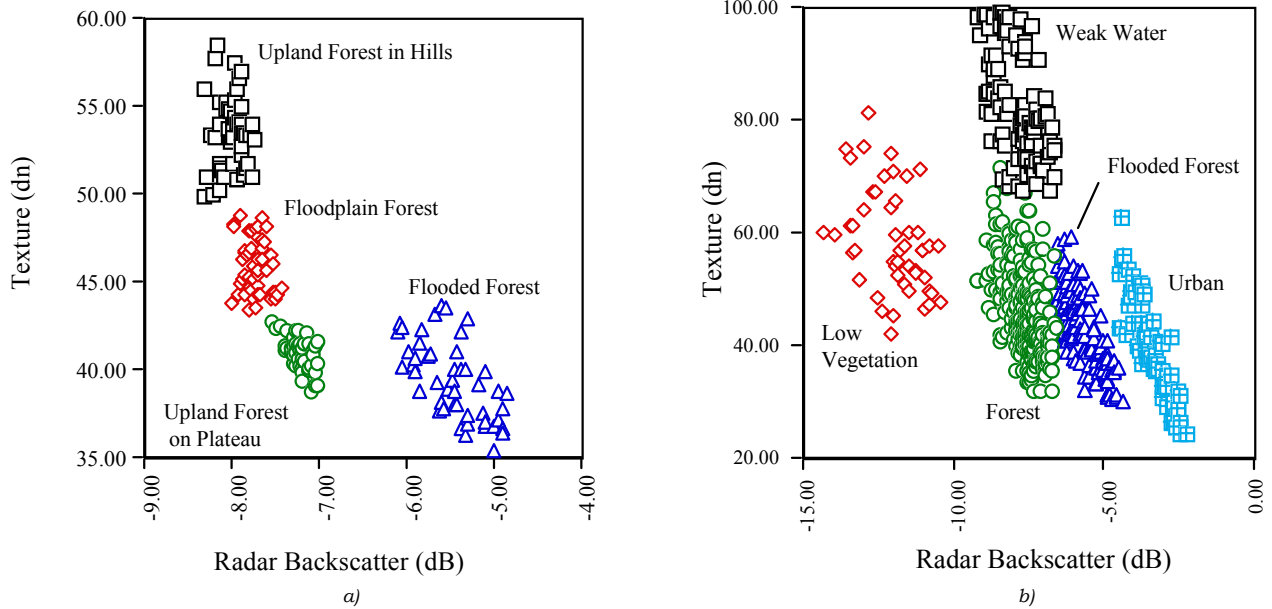 60.00
55.00
50.00
45.00
40.00
35.00
Texture (dn)
Upland Forest in Hills
Floodplain Forest
Flooded Forest
Upland Forest
on Plateau
-9.00
-8.00
-7.00
-6.00
-5.00
-4.00
Radar Backscatter (dB)
a)
100.00
80.00
60.00
40.00
20.00
Texture (dn)
Weak Water
Flooded Forest
Urban
Low
Vegetation
Forest
-15.00
-10.00
-5.00
0.00
Radar Backscatter (dB)
b)